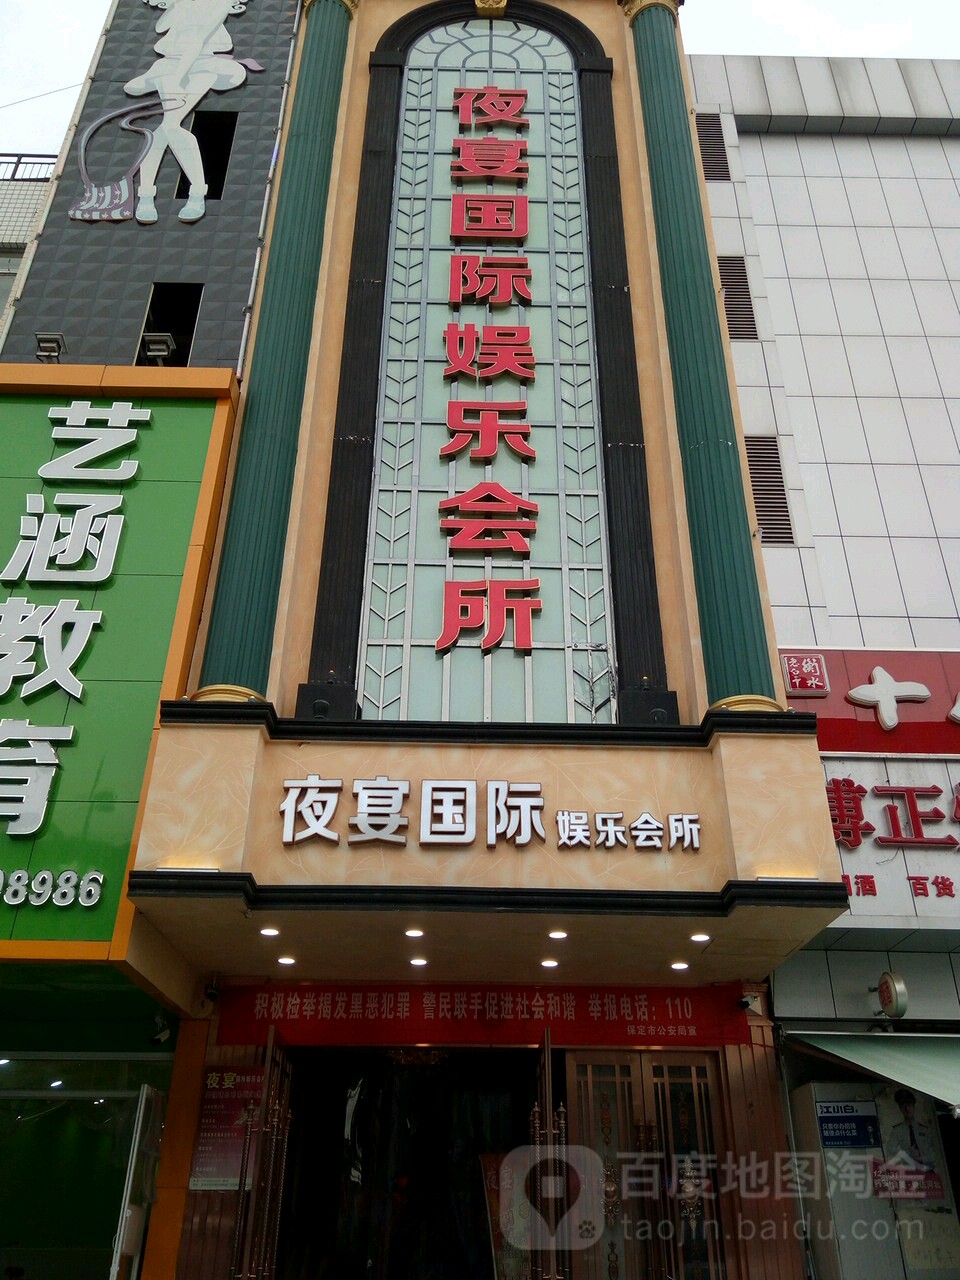 夜宴国际娱乐会所
艺涵教育
98986
夜宴国际 娱乐会所
衡水
老白干
十
博正
酒 百货
积极检举揭发黑恶犯罪 警民联手促进社会和谐 举报电话：110
保定市公安局宣
夜宴
江小白
百度地图淘金
taojin.baidu.com